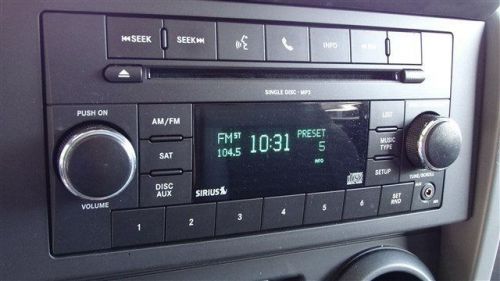 |<<SEEK
SEEK>>|
INFO
SINGLE DISC - MP3
PUSH ON
VOLUME
AM/FM
SAT
DISC
AUX
FM ST
104.5
10:31
PRESET
5
INFO
SIRIUS
LIST
MUSIC
TYPE
SETUP
SET
RND
TUNE/SCROLL
1
2
3
4
5
6